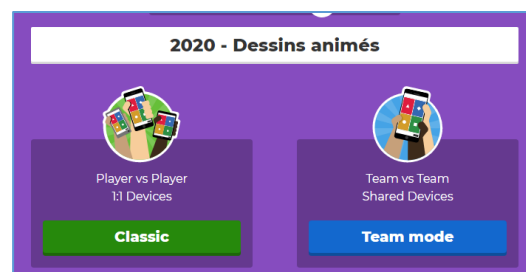 2020 - Dessins animés
Player vs Player
1:1 Devices
Classic
Team vs Team
Shared Devices
Team mode